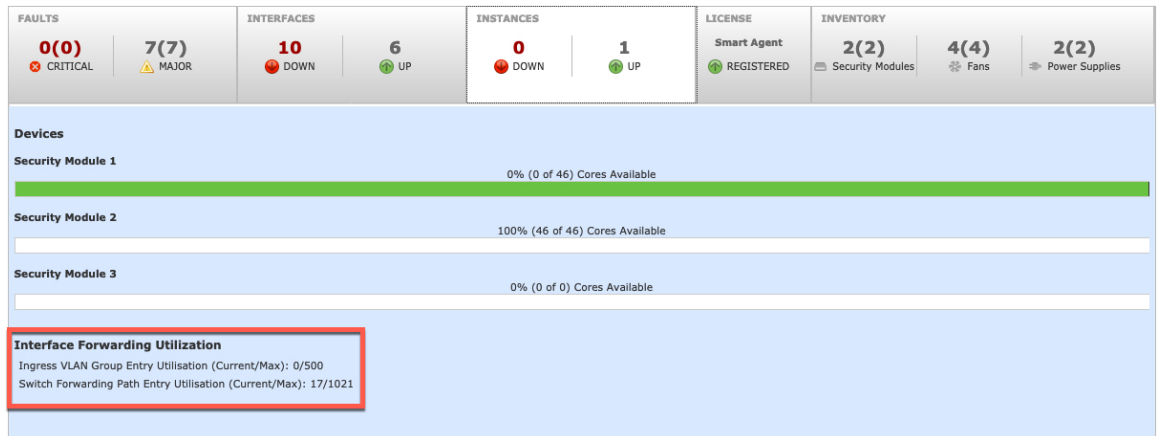 FAULTS
0(0)
CRITICAL
7(7)
MAJOR
INTERFACES
10
DOWN
6
UP
INSTANCES
0
DOWN
1
UP
LICENSE
Smart Agent
REGISTERED
INVENTORY
2(2)
Security Modules
4(4)
Fans
2(2)
Power Supplies
Devices
Security Module 1
0% (0 of 46) Cores Available
Security Module 2
100% (46 of 46) Cores Available
Security Module 3
0% (0 of 0) Cores Available
Interface Forwarding Utilization
Ingress VLAN Group Entry Utilisation (Current/Max): 0/500
Switch Forwarding Path Entry Utilisation (Current/Max): 17/1021